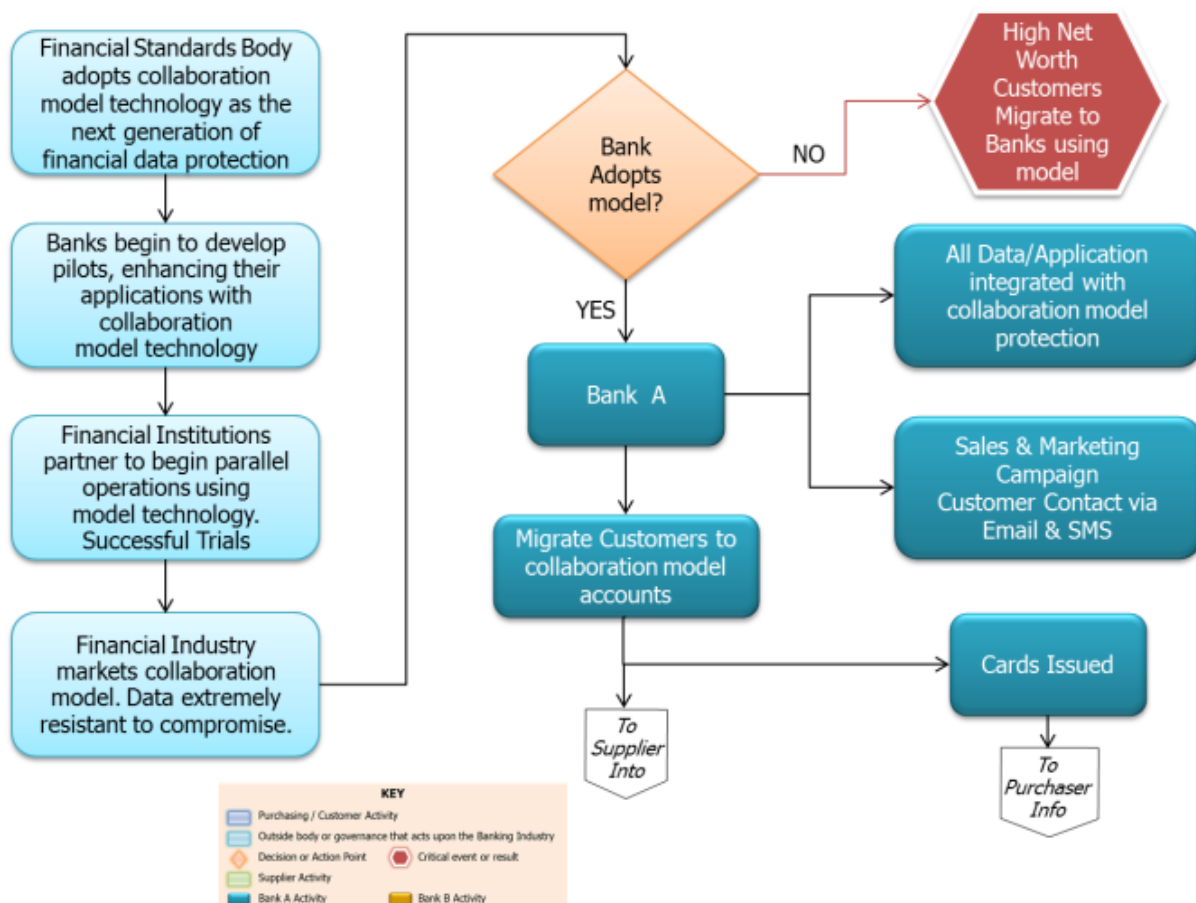 Financial Standards Body
adopts collaboration
model technology as the
next generation of
financial data protection
Banks begin to develop
pilots, enhancing their
applications with
collaboration
model technology
Financial Institutions
partner to begin parallel
operations using
model technology.
Successful Trials
Financial Industry
markets collaboration
model. Data extremely
resistant to compromise.
Bank
Adopts
model?
NO
High Net
Worth
Customers
Migrate to
Banks using
model
YES
Bank A
All Data/Application
integrated with
collaboration model
protection
Sales & Marketing
Campaign
Customer Contact via
Email & SMS
Migrate Customers to
collaboration model
accounts
Cards Issued
To
Supplier
Into
To
Purchaser
Info
KEY
Purchasing / Customer Activity
Outside body or governance that acts upon the Banking Industry
Decision or Action Point
Critical event or result
Supplier Activity
Bank A Activity
Bank B Activity